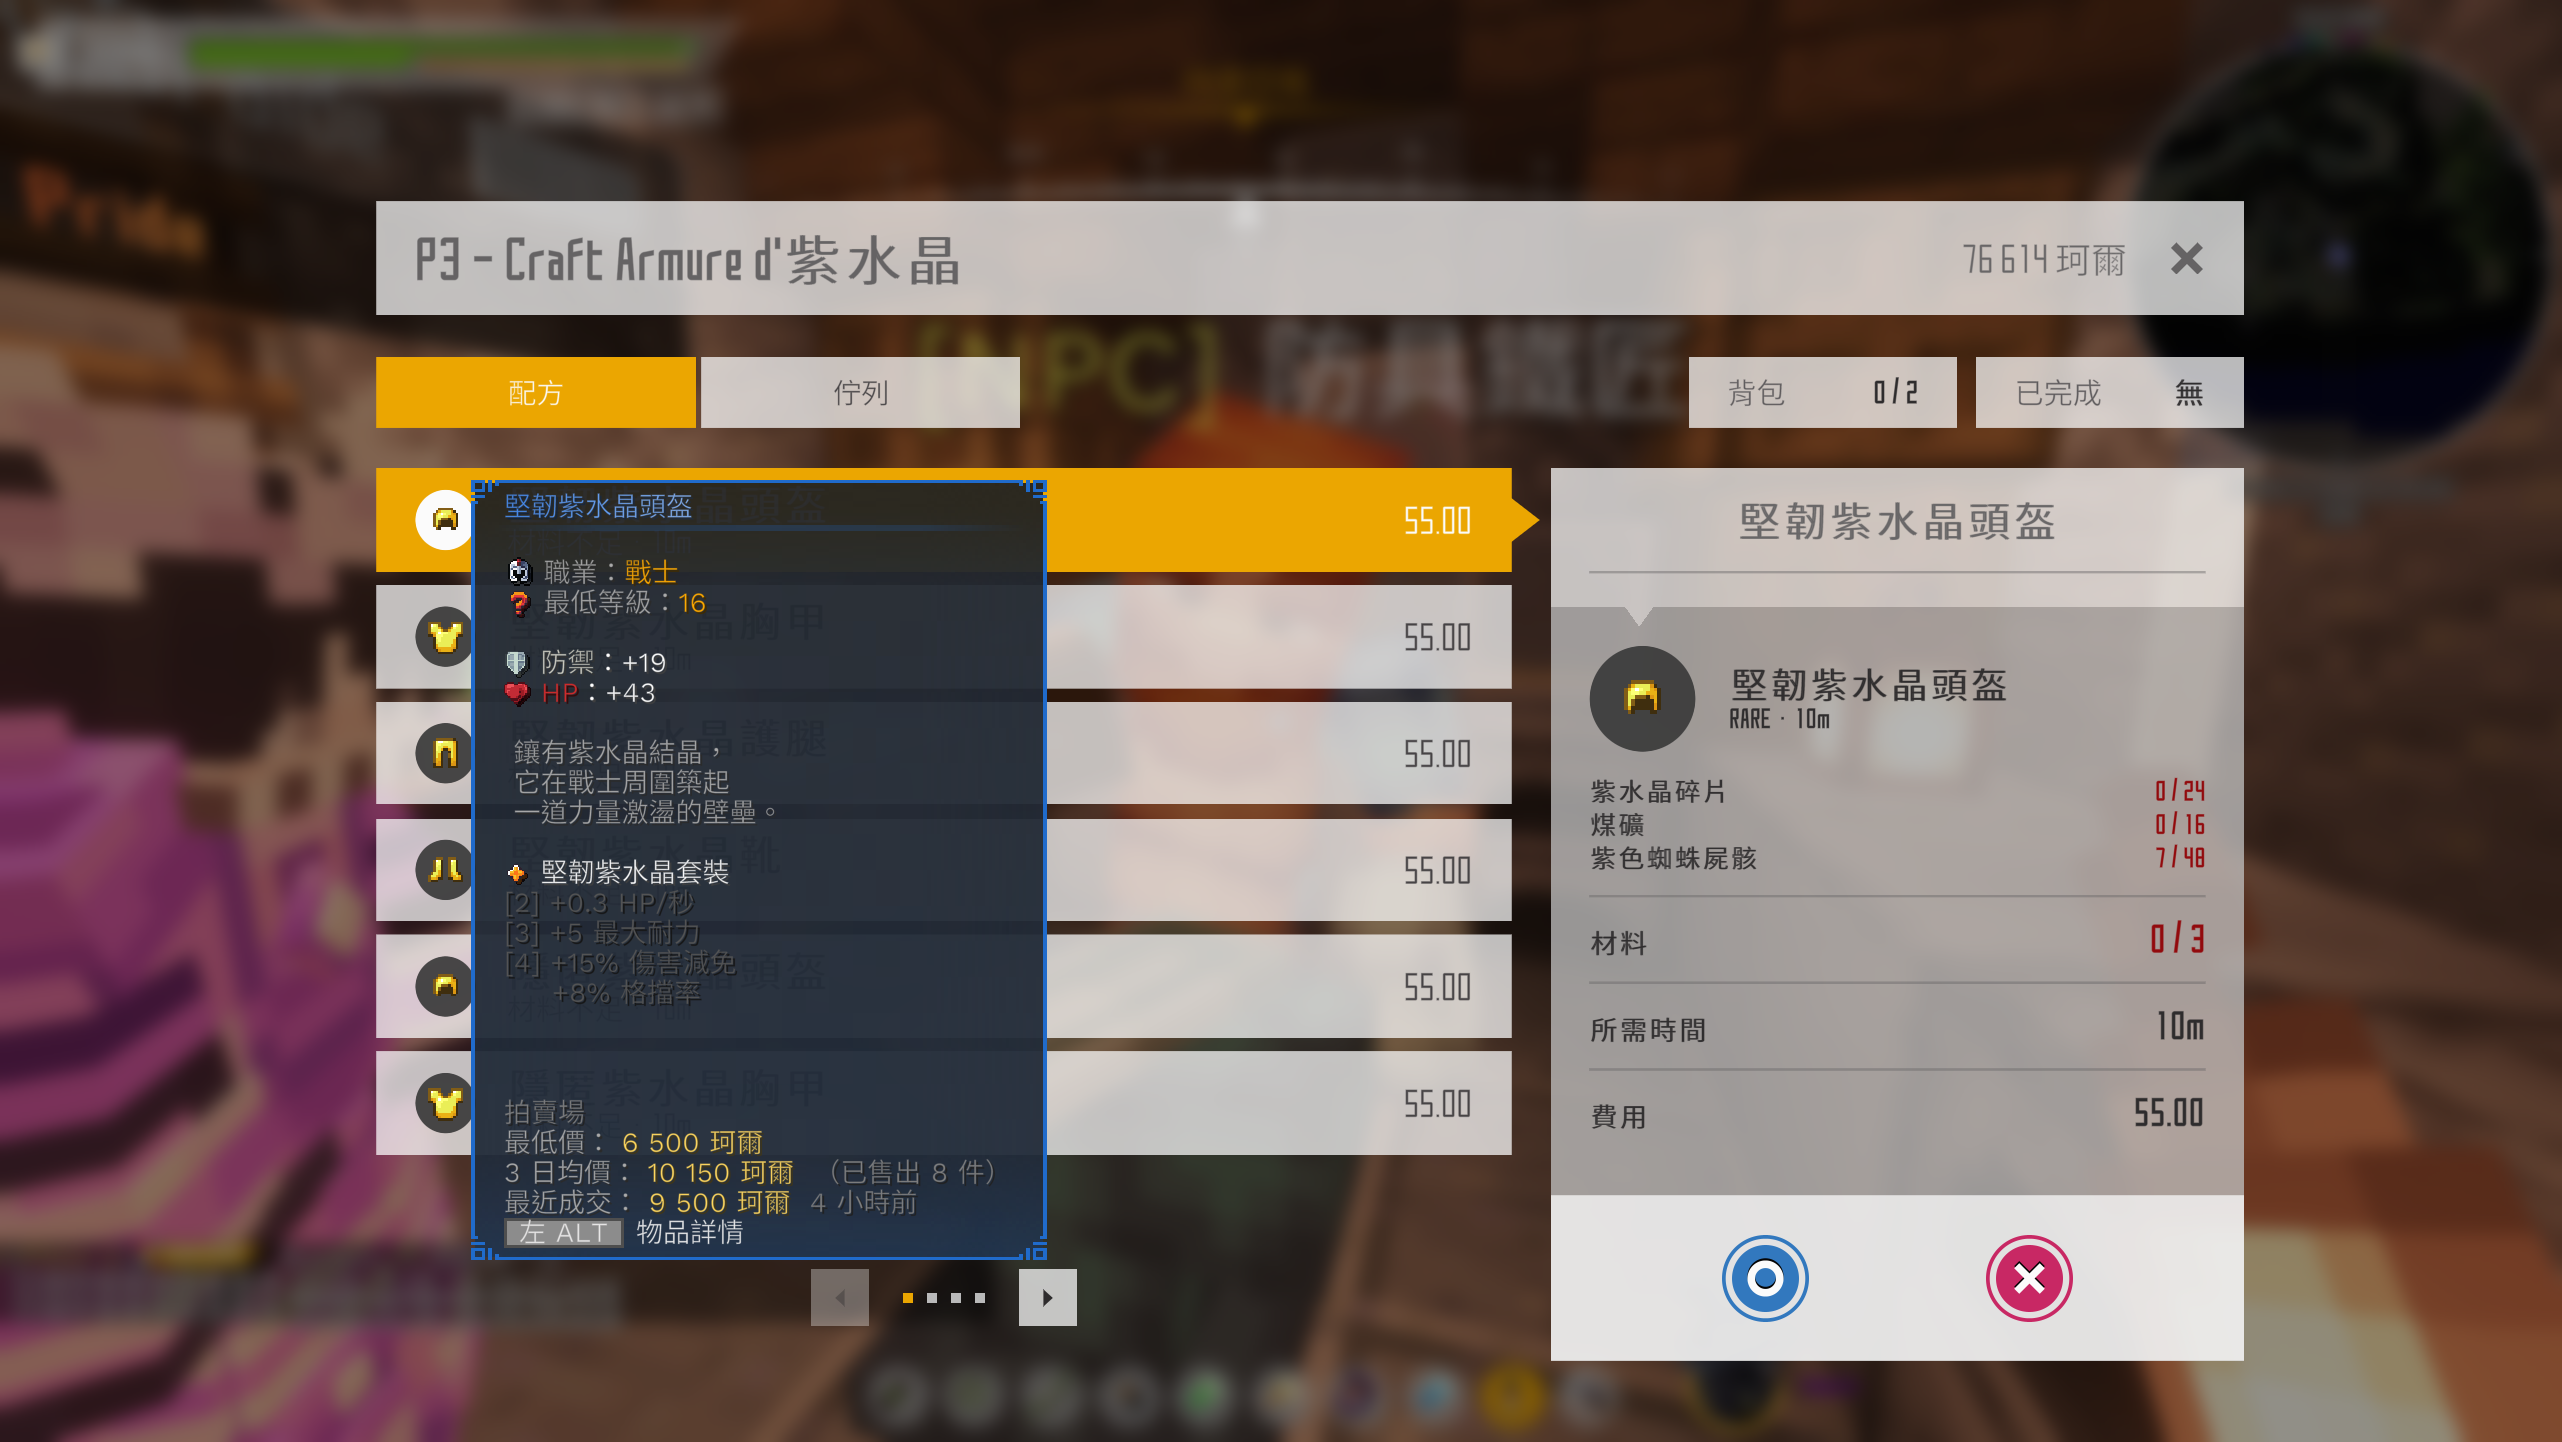 Pride
P3 - Craft Armure d'紫水晶
76 614 珂爾
[NPC] 防具鐵匠
配方
佇列
背包 0/2
已完成 無
55.00
55.00
55.00
55.00
55.00
55.00
堅韌紫水晶頭盔
職業：戰士
最低等級：16
防禦：+19
HP：+43
鑲有紫水晶結晶，
它在戰士周圍築起
一道力量激盪的壁壘。
堅韌紫水晶套裝
[2] +0.3 HP/秒
[3] +5 最大耐力
[4] +15% 傷害減免
+8% 格擋率
拍賣場
最低價： 6 500 珂爾
3 日均價： 10 150 珂爾 （已售出 8 件）
最近成交： 9 500 珂爾 4 小時前
左 ALT 物品詳情
堅韌紫水晶頭盔
堅韌紫水晶頭盔
RARE · 10m
紫水晶碎片 0/24
煤礦 0/16
紫色蜘蛛屍骸 7/48
材料 0/3
所需時間 10m
費用 55.00